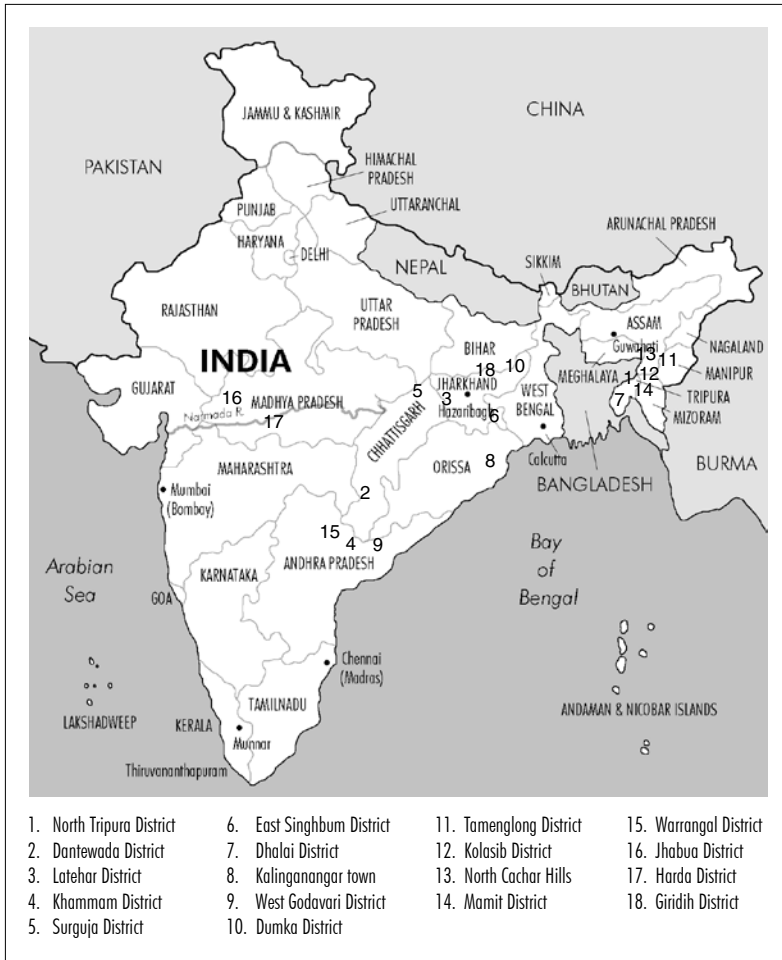 CHINA
JAMMU & KASHMIR
PAKISTAN
HIMACHAL
PRADESH
PUNJAB
UTTARANCHAL
HARYANA
DELHI
ARUNACHAL PRADESH
NEPAL
SIKKIM
BHUTAN
RAJASTHAN
UTTAR
PRADESH
ASSAM
Guwahati
NAGALAND
INDIA
BIHAR
18
10
13
11
MEGHALAYA
12
MANIPUR
GUJARAT
16
MADHYA PRADESH
5
JHARKHAND
3
Hazaribagh
WEST
BENGAL
1
14
TRIPURA
7
MIZORAM
Narmada R.
17
CHHATTISGARH
6
MAHARASHTRA
ORISSA
8
Calcutta
BURMA
BANGLADESH
Mumbai
(Bombay)
2
15
4
9
ANDHRA PRADESH
Arabian
Sea
KARNATAKA
GOA
Bay
of
Bengal
Chennai
(Madras)
LAKSHADWEEP
KERALA
TAMILNADU
Munnar
ANDAMAN & NICOBAR ISLANDS
Thiruvananthapuram
1. North Tripura District
2. Dantewada District
3. Latehar District
4. Khammam District
5. Surguja District
6. East Singhbum District
7. Dhalai District
8. Kalinganangar town
9. West Godavari District
10. Dumka District
11. Tamenglong District
12. Kolasib District
13. North Cachar Hills
14. Mamit District
15. Warrangal District
16. Jhabua District
17. Harda District
18. Giridih District